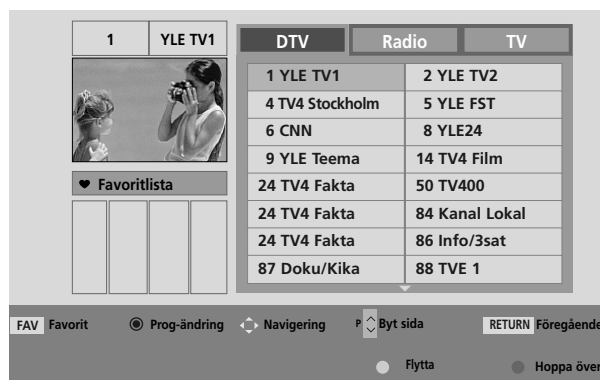 1 YLE TV1
DTV Radio TV
1 YLE TV1 2 YLE TV2
4 TV4 Stockholm 5 YLE FST
6 CNN 8 YLE24
9 YLE Teema 14 TV4 Film
♥ Favoritlista
24 TV4 Fakta 50 TV400
24 TV4 Fakta 84 Kanal Lokal
24 TV4 Fakta 86 Info/3sat
87 Doku/Kika 88 TVE 1
FAV Favorit Prog-ändring Navigering P Byt sida RETURN Föregående
Flytta Hoppa över